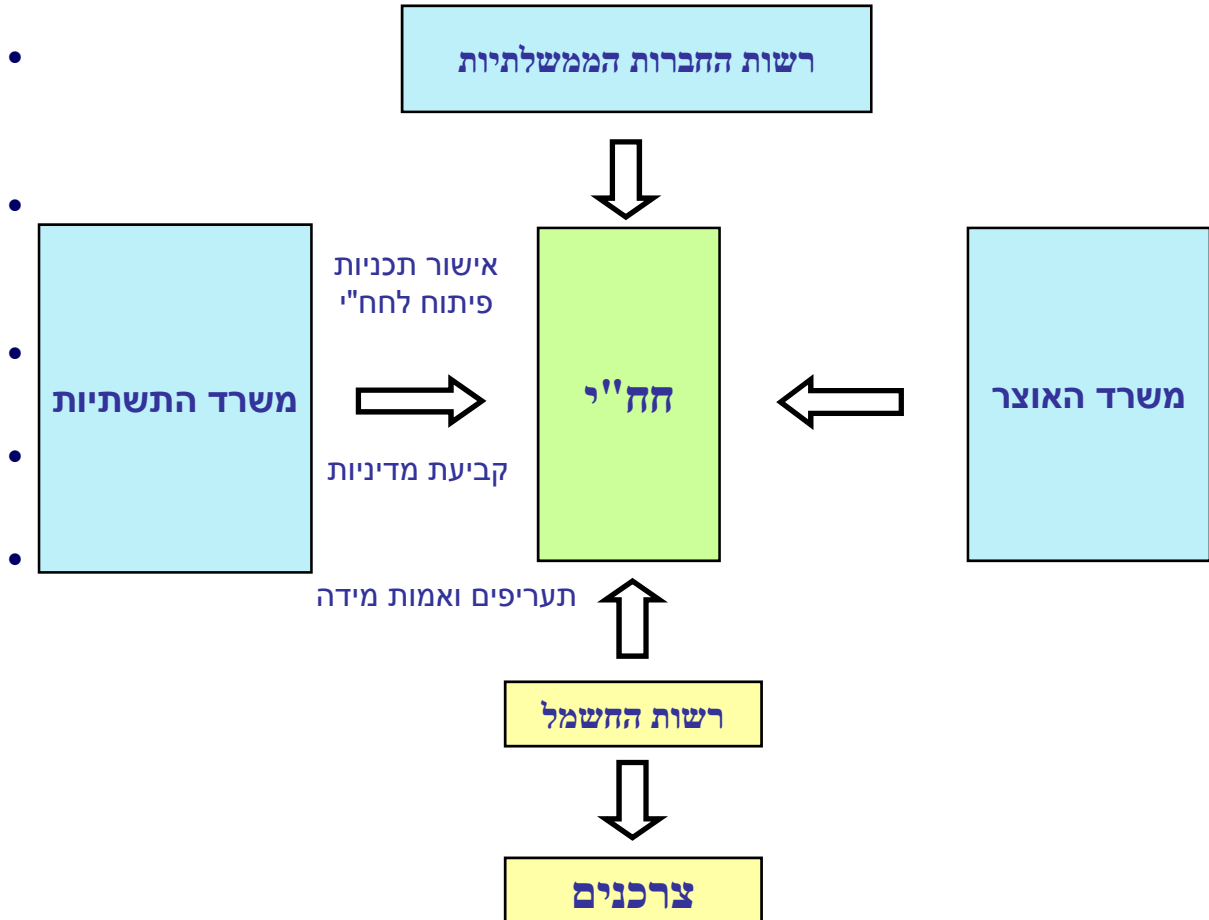 רשות החברות הממשלתיות
אישור תכניות
פיתוח לחח"י
משרד האוצר
חח"י
משרד התשתיות
קביעת מדיניות
תעריפים ואמות מידה
רשות החשמל
צרכנים